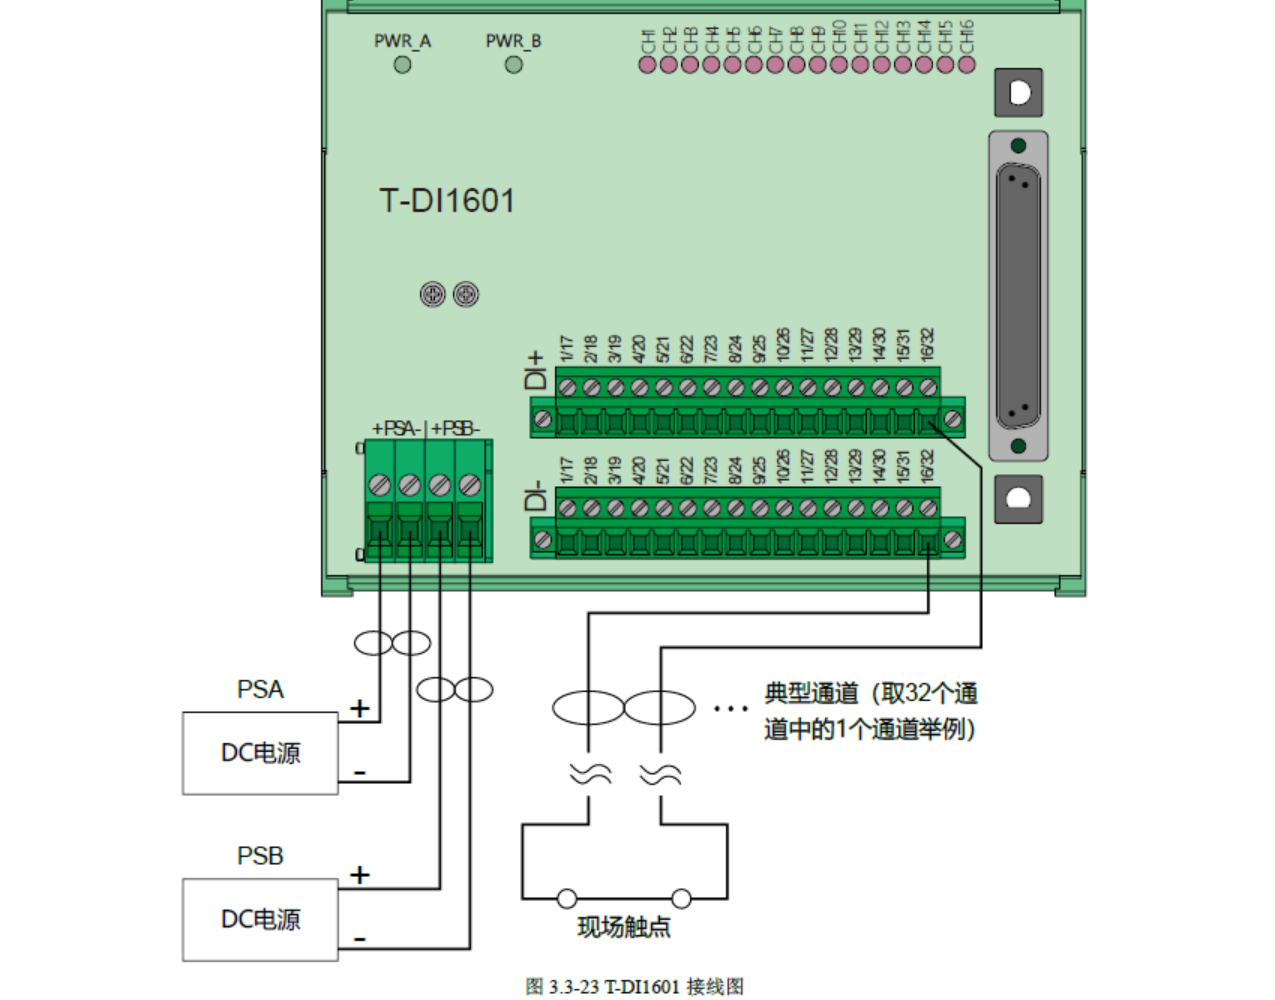 PWR_A PWR_B CH1 CH2 CH3 CH4 CH5 CH6 CH7 CH8 CH9 CH10 CH11 CH12 CH13 CH14 CH15 CH16
T-DI1601
DI+ 1/17 2/18 3/19 4/20 5/21 6/22 7/23 8/24 9/25 10/26 11/27 12/28 13/29 14/30 15/31 16/32
+PSA-|+PSB-
DI- 1/17 2/18 3/19 4/20 5/21 6/22 7/23 8/24 9/25 10/26 11/27 12/28 13/29 14/30 15/31 16/32
PSA
+
DC电源
-
… 典型通道（取32个通
道中的1个通道举例）
PSB
+
DC电源
-
现场触点
图 3.3-23 T-DI1601 接线图